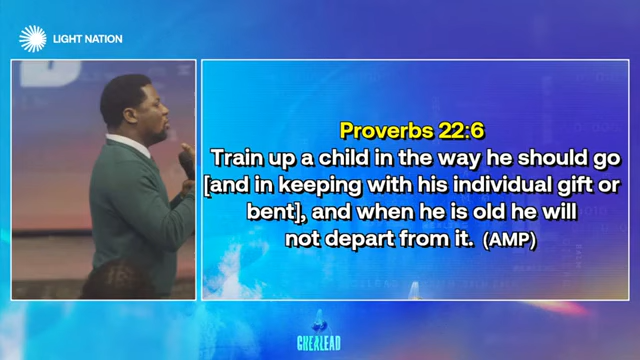 LIGHT NATION
Proverbs 22:6
Train up a child in the way he should go
[and in keeping with his individual gift or
bent], and when he is old he will
not depart from it. (AMP)